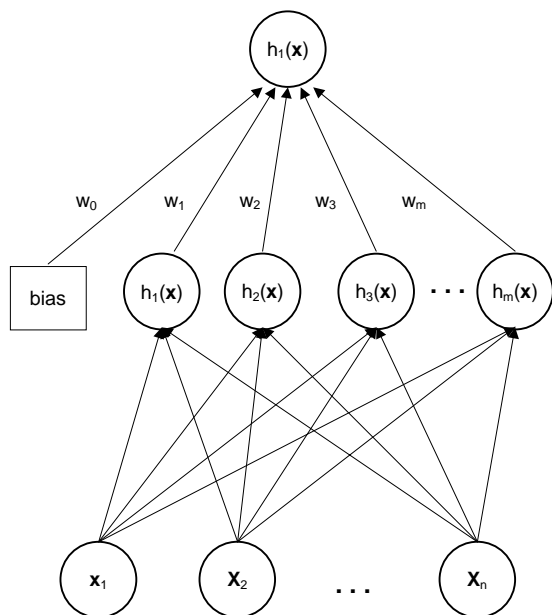 h₁(x)
w₀ w₁ w₂ w₃ wₘ
bias h₁(x) h₂(x) h₃(x) . . . hₘ(x)
x₁ X₂ . . . Xₙ